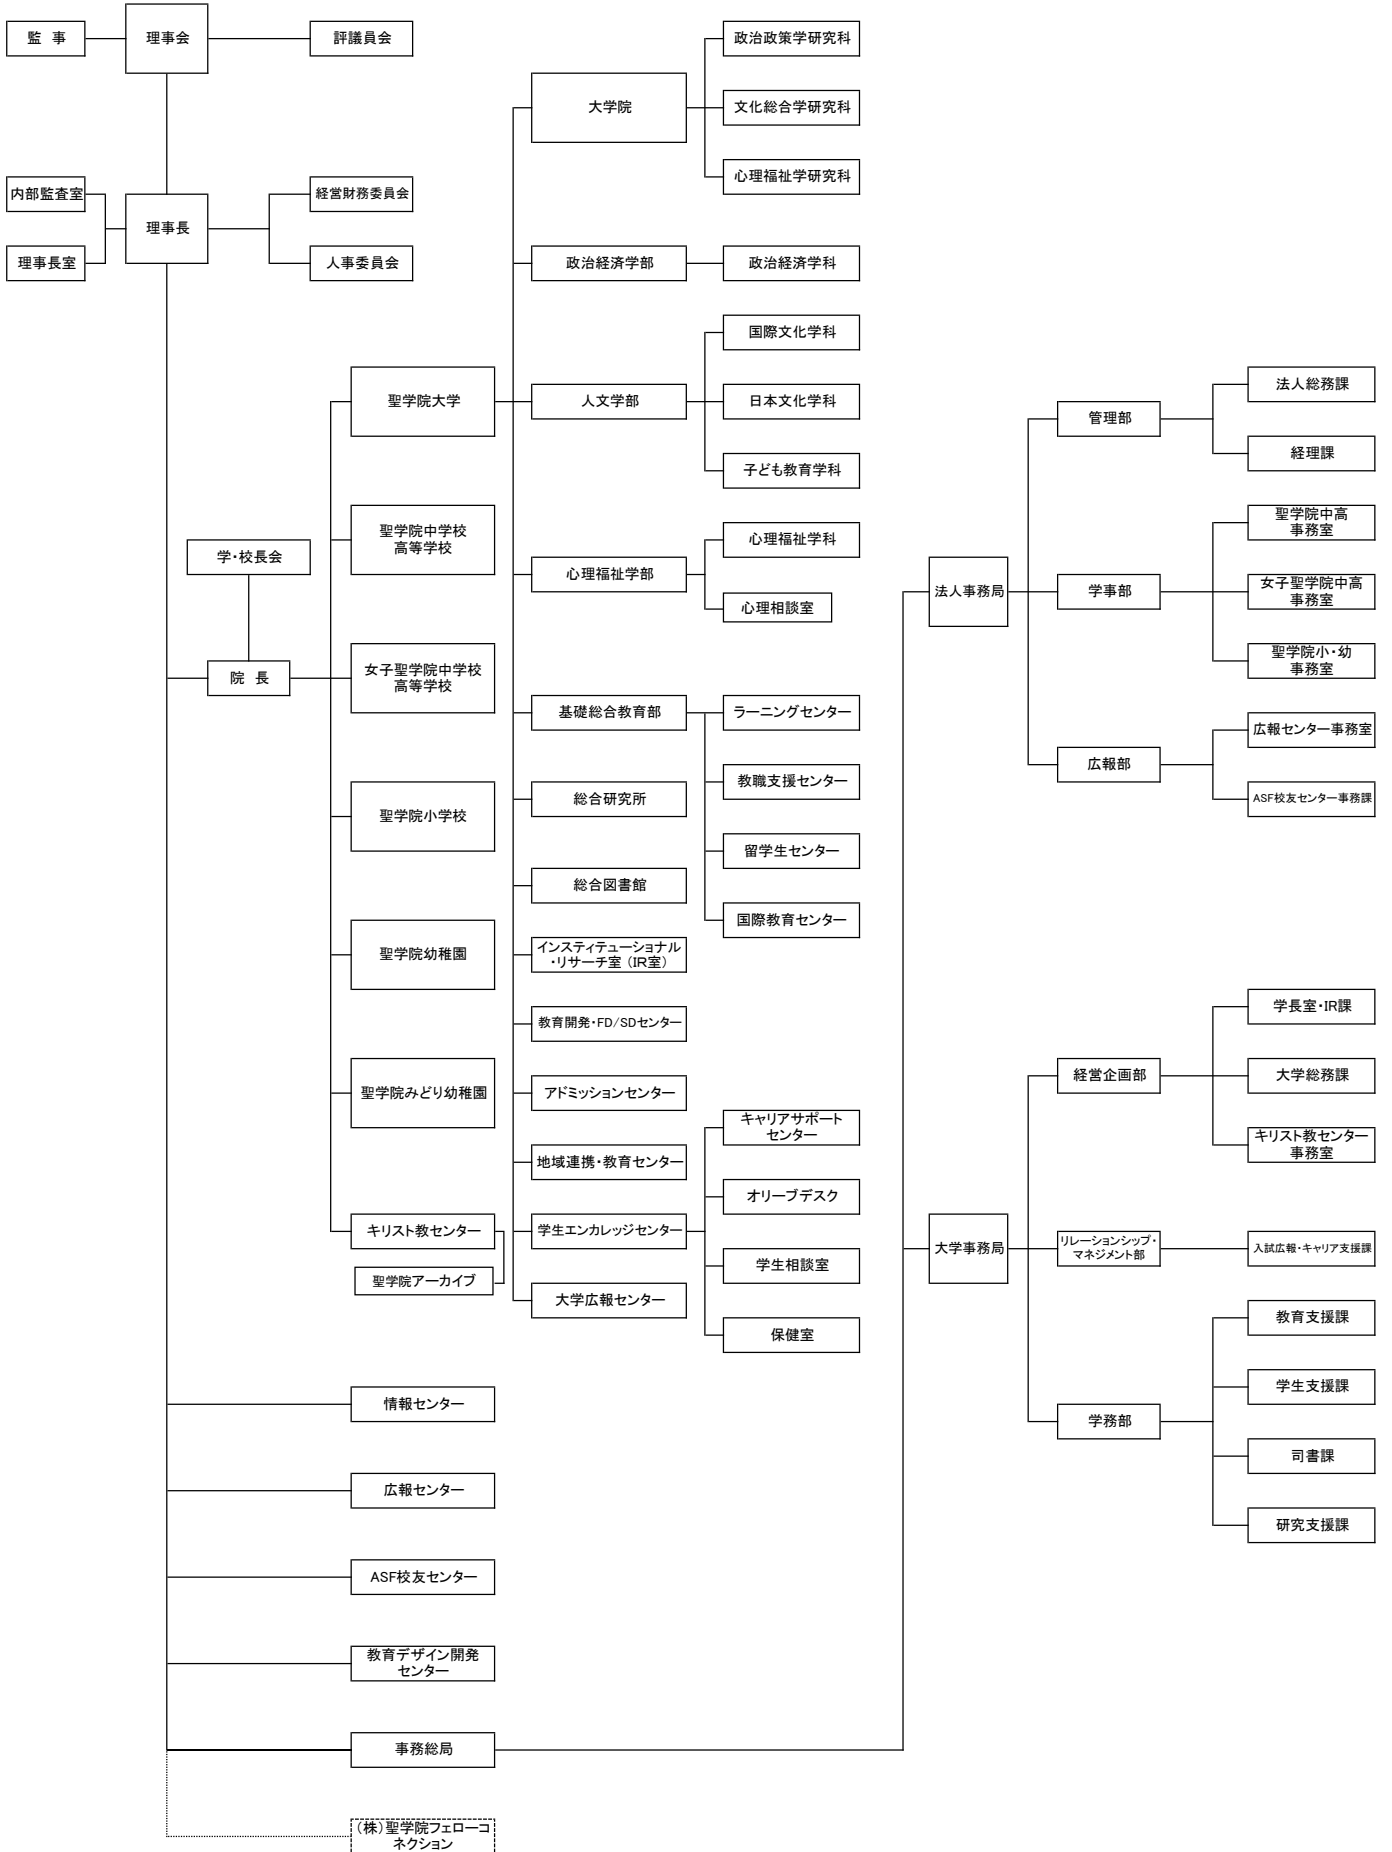 監 事
理事会
評議員会
内部監査室
理事長室
理事長
経営財務委員会
人事委員会
学・校長会
院 長
聖学院大学
聖学院中学校
高等学校
女子聖学院中学校
高等学校
聖学院小学校
聖学院幼稚園
聖学院みどり幼稚園
キリスト教センター
聖学院アーカイブ
情報センター
広報センター
ASF校友センター
教育デザイン開発
センター
事務総局
(株)聖学院フェローコ
ネクション
大学院
政治経済学部
人文学部
心理福祉学部
基礎総合教育部
総合研究所
総合図書館
インスティテューショナル
・リサーチ室(IR室)
教育開発・FD/SDセンター
アドミッションセンター
地域連携・教育センター
学生エンカレッジセンター
大学広報センター
政治政策学研究科
文化総合学研究科
心理福祉学研究科
政治経済学科
国際文化学科
日本文化学科
子ども教育学科
心理福祉学科
心理相談室
ラーニングセンター
教職支援センター
留学生センター
国際教育センター
キャリアサポート
センター
オリーブデスク
学生相談室
保健室
法人事務局
管理部
法人総務課
経理課
学事部
聖学院中高
事務室
女子聖学院中高
事務室
聖学院小・幼
事務室
広報部
広報センター事務室
ASF校友センター事務課
大学事務局
経営企画部
学長室・IR課
大学総務課
キリスト教センター
事務室
リレーションシップ・
マネジメント部
入試広報・キャリア支援課
学務部
教育支援課
学生支援課
司書課
研究支援課